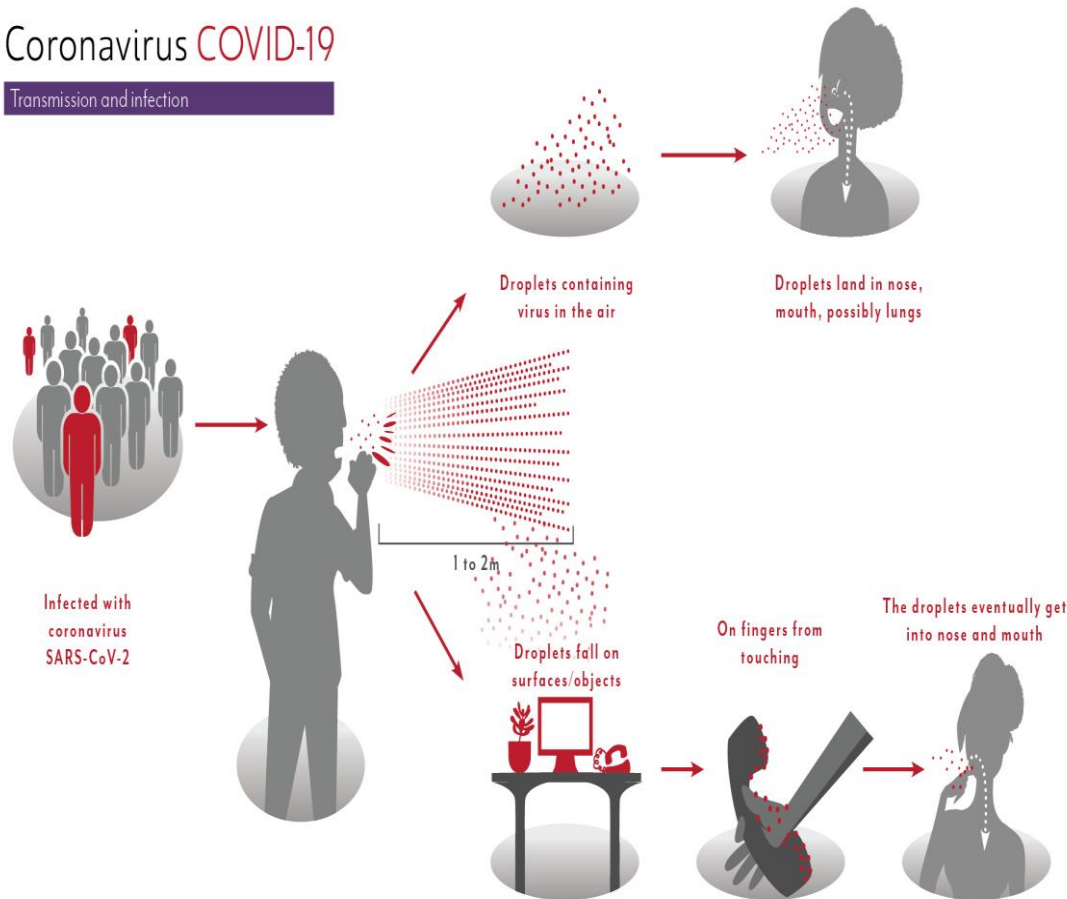 Coronavirus COVID-19
Transmission and infection
Droplets containing
virus in the air
Droplets land in nose,
mouth, possibly lungs
1 to 2m
Infected with
coronavirus
SARS-CoV-2
Droplets fall on
surfaces/objects
On fingers from
touching
The droplets eventually get
into nose and mouth